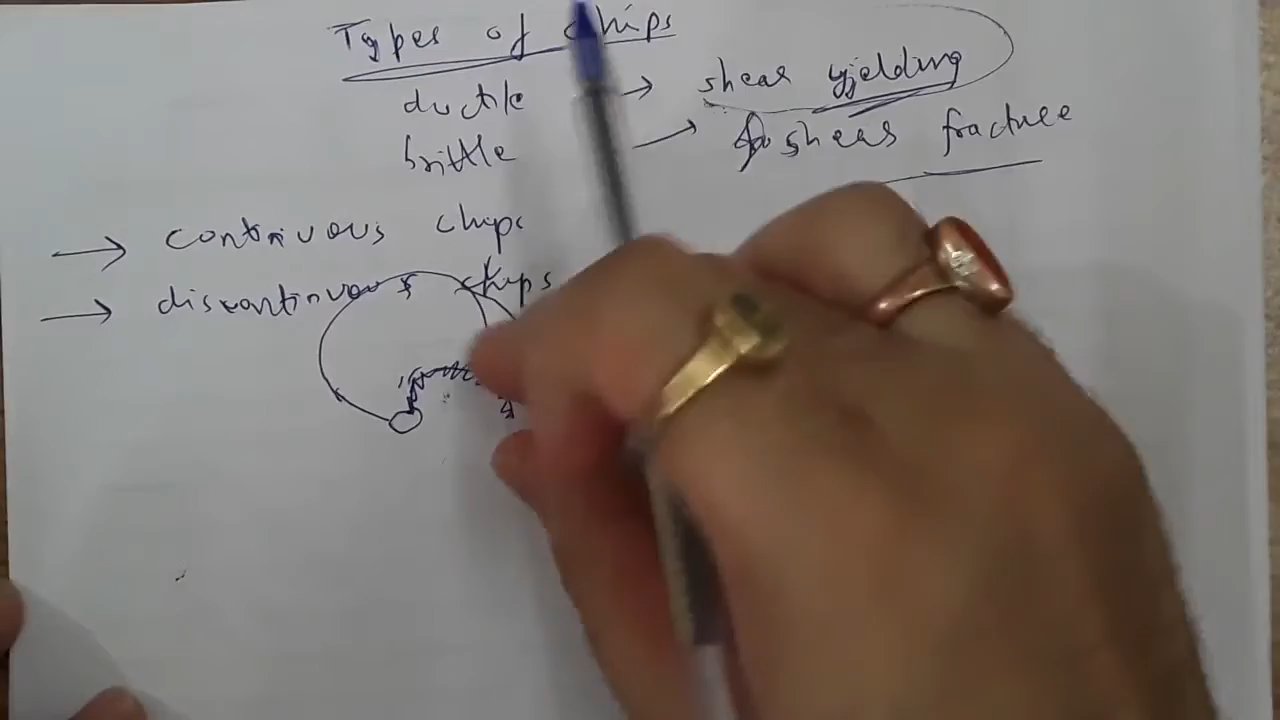 Types of chips
ductile → shear yielding
brittle → shear fracture
→ continuous chips
→ discontinuous chips